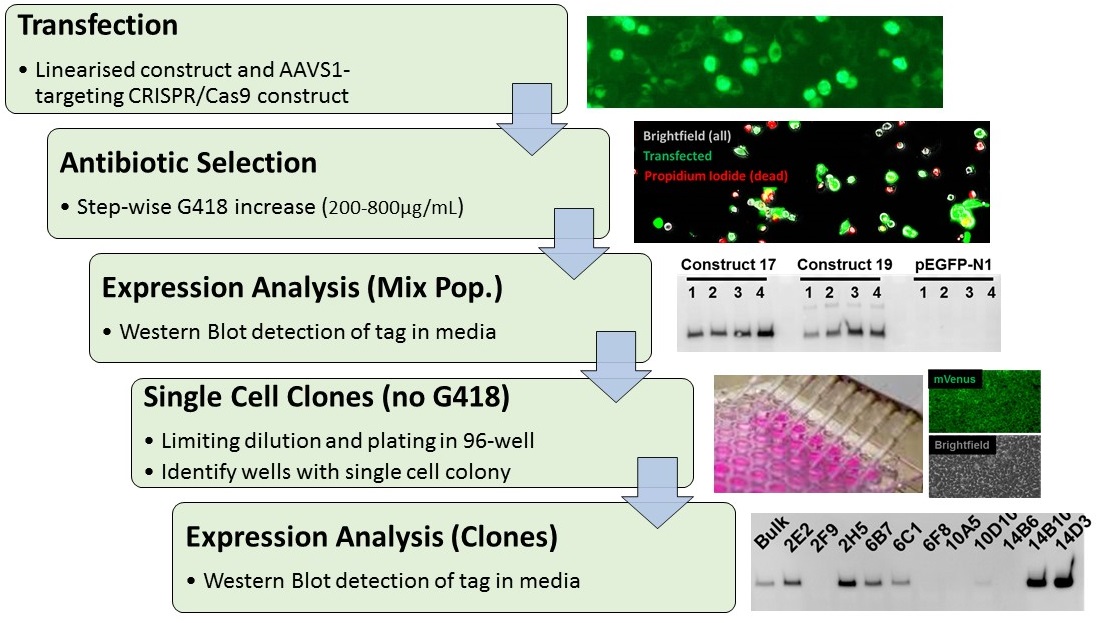 Transfection
• Linearised construct and AAVS1-
targeting CRISPR/Cas9 construct
Antibiotic Selection
• Step-wise G418 increase (200-800µg/mL)
Brightfield (all)
Transfected
Propidium Iodide (dead)
Expression Analysis (Mix Pop.)
• Western Blot detection of tag in media
Construct 17 Construct 19 pEGFP-N1
1 2 3 4 1 2 3 4 1 2 3 4
Single Cell Clones (no G418)
• Limiting dilution and plating in 96-well
• Identify wells with single cell colony
mVenus
Brightfield
Expression Analysis (Clones)
• Western Blot detection of tag in media
Bulk 2E2 2F9 2H5 6B7 6C1 6F8 10A5 10D10 14B6 14B10 14D3